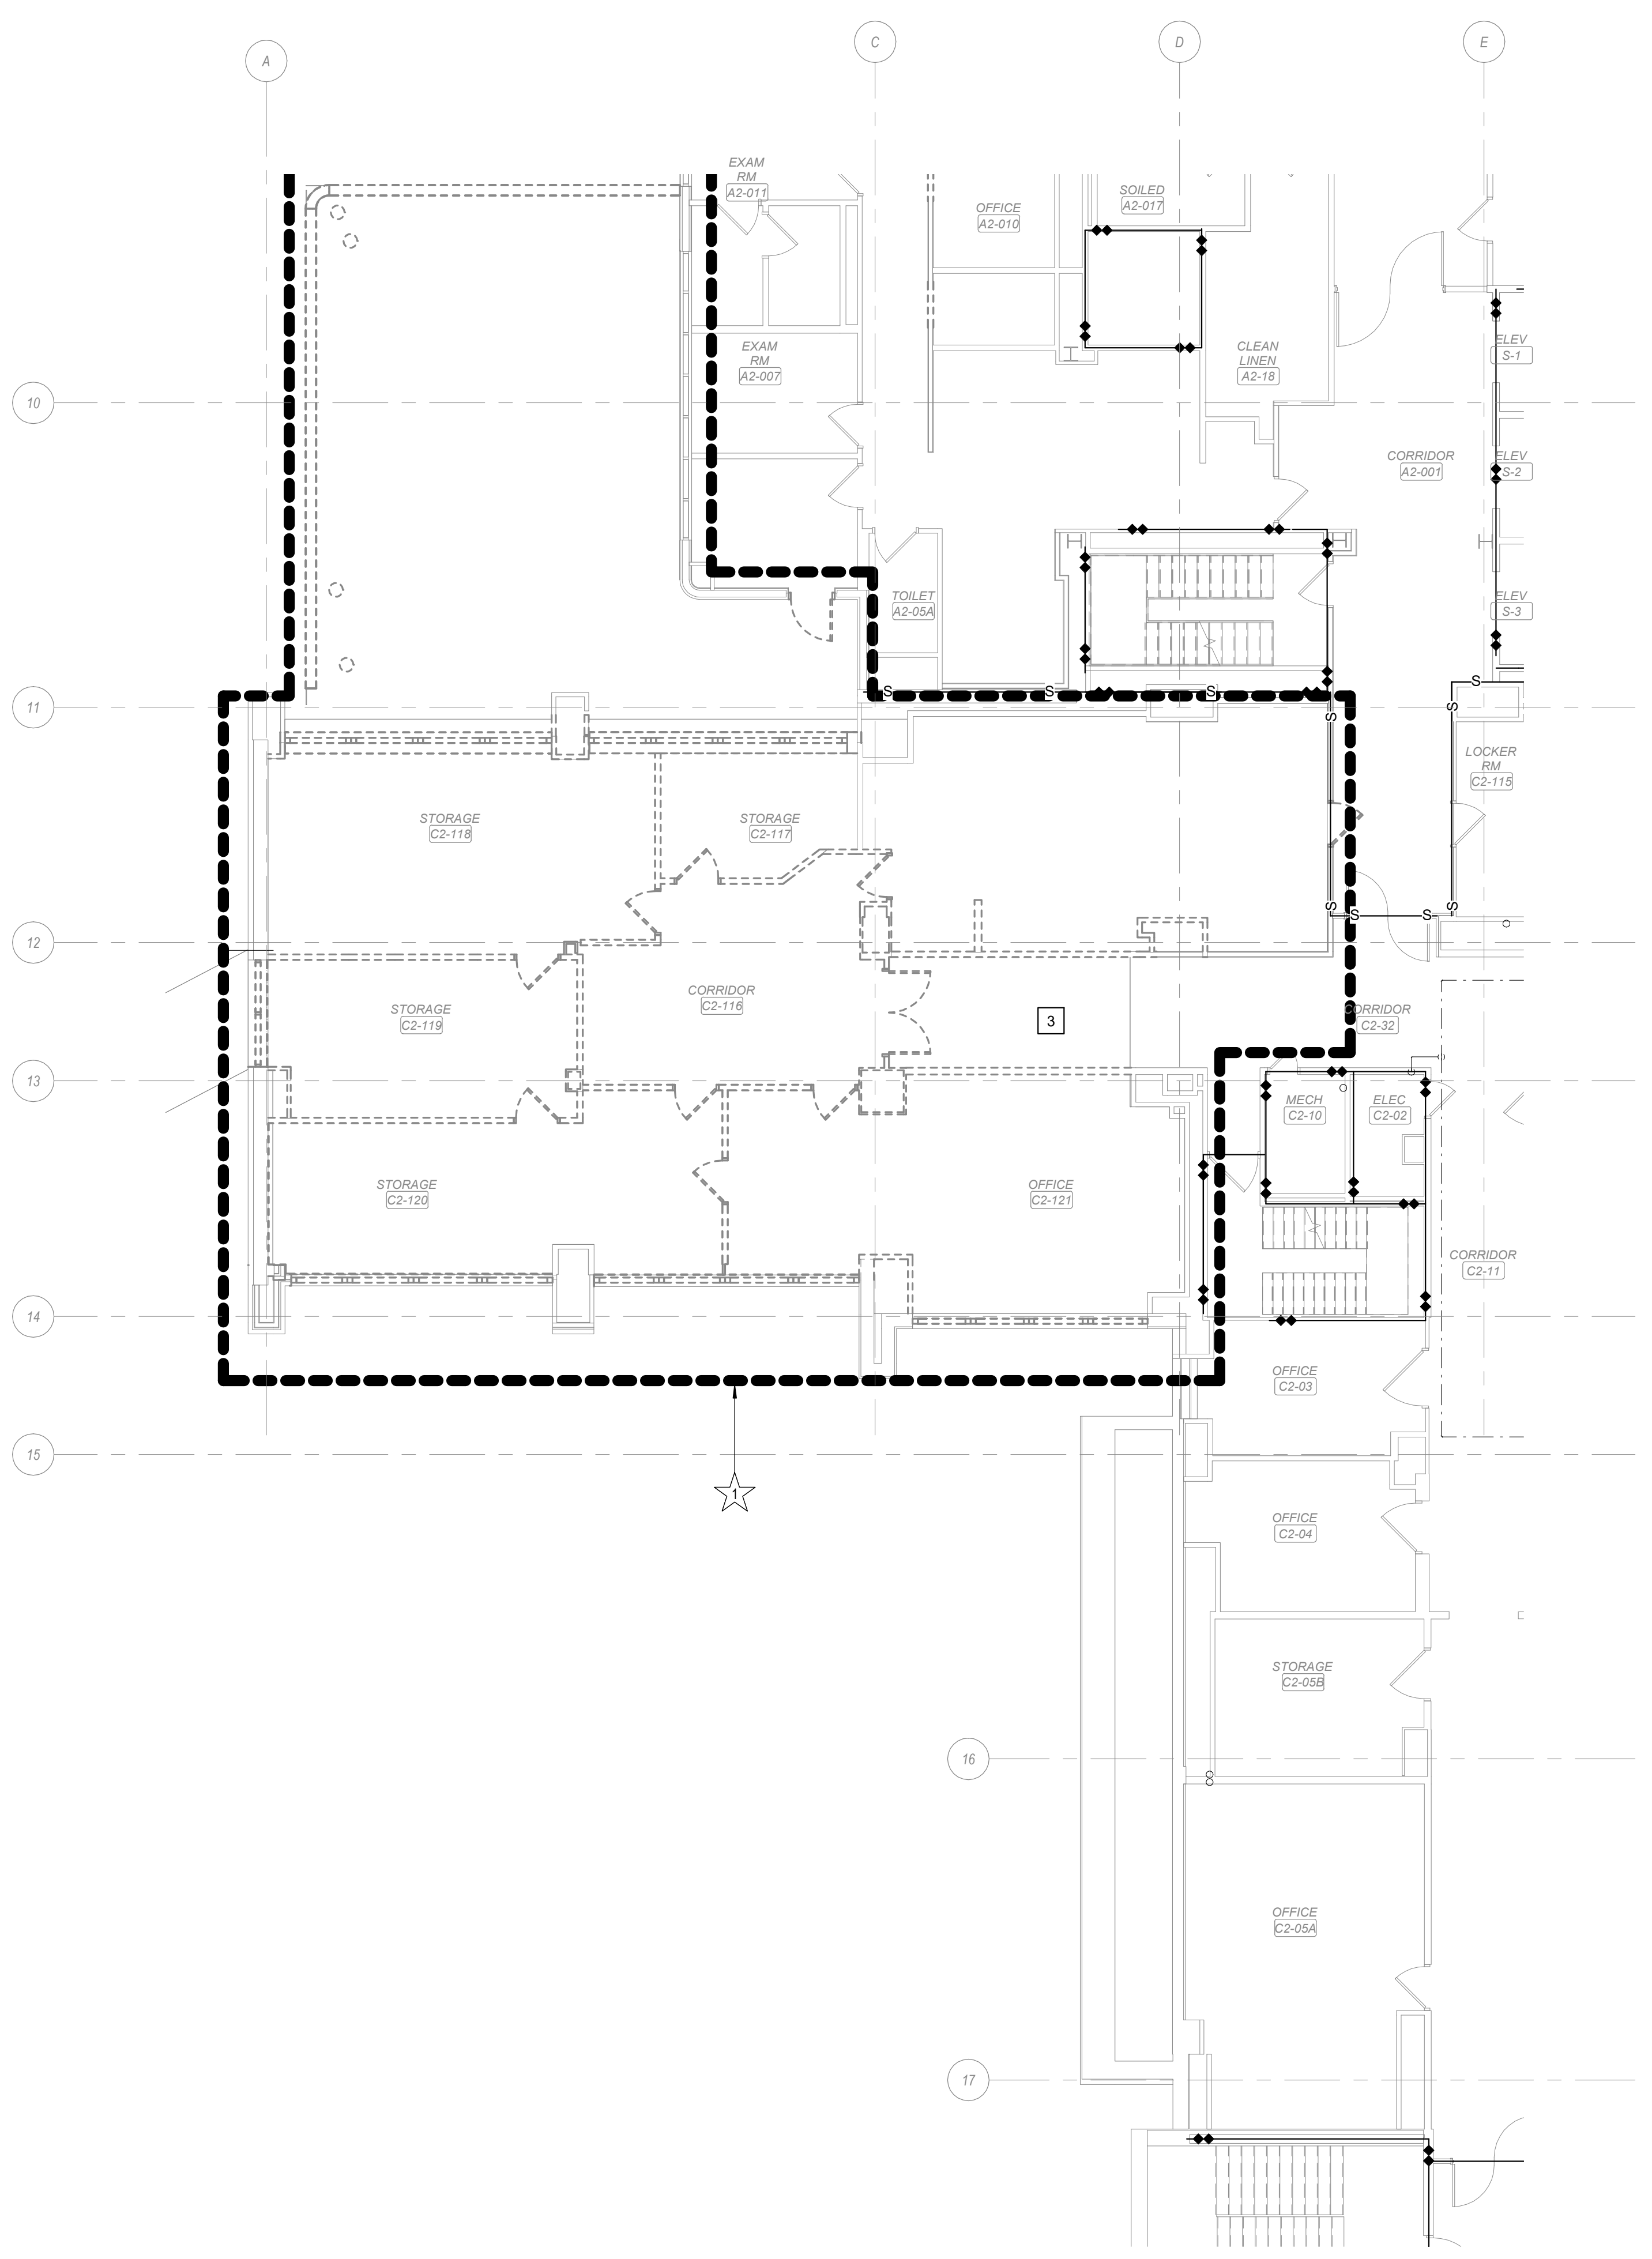 A
C
D
E
EXAM
RM
A2-011
SOILED
A2-017
OFFICE
A2-010
EXAM
RM
A2-007
CLEAN
LINEN
A2-18
ELEV
S-1
10
CORRIDOR
A2-001
ELEV
S-2
TOILET
A2-05A
ELEV
S-3
S
S
S
S
S
11
S
S
LOCKER
RM
C2-115
STORAGE
C2-118
STORAGE
C2-117
S
S
S
S
12
CORRIDOR
C2-116
STORAGE
C2-119
3
CORRIDOR
C2-32
13
MECH
C2-10
ELEC
C2-02
STORAGE
C2-120
OFFICE
C2-121
CORRIDOR
C2-11
14
OFFICE
C2-03
15
1
OFFICE
C2-04
STORAGE
C2-05B
16
OFFICE
C2-05A
17